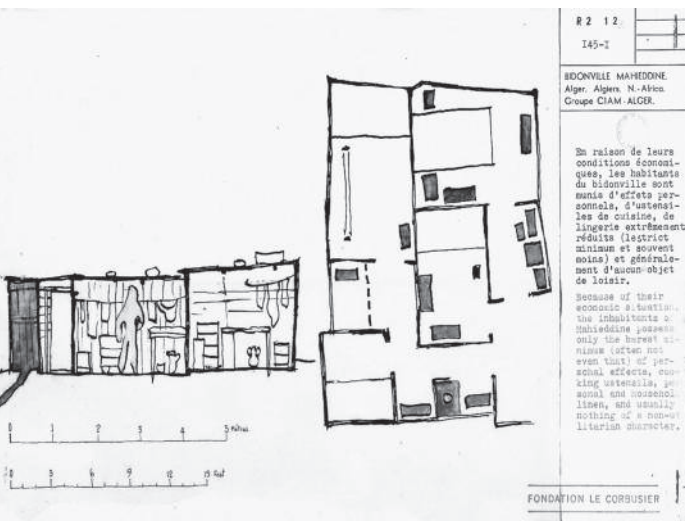 R2 12
I45-I
BIDONVILLE MAHIEDDINE.
Alger. Algiers. N.-Africa.
Groupe CIAM-ALGER.
En raison de leurs
conditions économi-
ques, les habitants
du bidonville sont
munis d'effets per-
sonnels, d'ustensi-
les de cuisine, de
lingerie extrêmement
réduits (lestrict
minimum et souvent
moins) et générale-
ment d'aucun objet
de loisir.
Because of their
economic situation,
the inhabitants of
Mahieddine possess
only the barest mi-
nimum (often not
even that) of per-
sonal effects, coo-
king ustensils, per
sonal and household
linen, and usually
nothing of a non-ut
litarian character.
0 1 2 3 4 5 Mètres
0 3 6 9 12 15 feet
FONDATION LE CORBUSIER